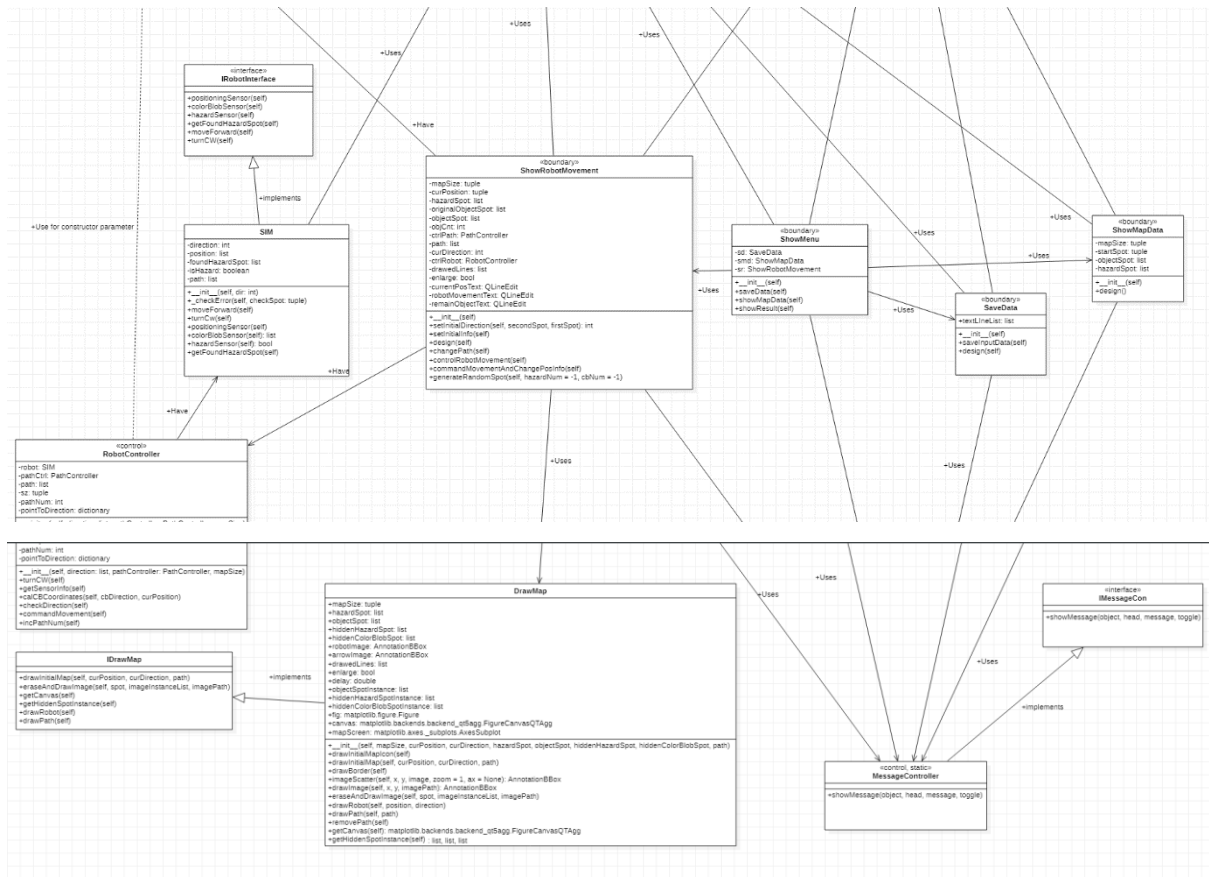 +Uses
+Uses
+Uses
+Uses
«interface»
IRobotInterface
+positioningSensor(self)
+colorBlobSensor(self)
+hazardSensor(self)
+getFoundHazardSpot(self)
+moveForward(self)
+turnCW(self)
+implements
+Have
+Use for constructor parameter
SIM
-direction: int
-position: list
-foundHazardSpot: list
-isHazard: boolean
-path: list
+__init__(self, dir: int)
+_checkError(self, checkSpot: tuple)
+moveForward(self)
+turnCw(self)
+positioningSensor(self)
+colorBlobSensor(self): list
+hazardSensor(self): bool
+getFoundHazardSpot(self)
+Have
+Have
«boundary»
ShowRobotMovement
-mapSize: tuple
-curPosition: tuple
-hazardSpot: list
-originalObjectSpot: list
-objectSpot: list
-objCnt: int
-ctrlPath: PathController
-path: list
-curDirection: int
-ctrlRobot: RobotController
-drawedLines: list
-enlarge: bool
-currentPosText: QLineEdit
-robotMovementText: QLineEdit
-remainObjectText: QLineEdit
+__init__(self)
+setInitialDirection(self, secondSpot, firstSpot): int
+setInitialInfo(self)
+design(self)
+changePath(self)
+controlRobotMovement(self)
+commandMovementAndChangePosInfo(self)
+generateRandomSpot(self, hazardNum = -1, cbNum = -1)
«boundary»
ShowMenu
-sd: SaveData
-smd: ShowMapData
-sr: ShowRobotMovement
+__init__(self)
+saveData(self)
+showMapData(self)
+showResult(self)
+Uses
+Uses
+Uses
+Uses
«boundary»
ShowMapData
-mapSize: tuple
-startSpot: tuple
-objectSpot: list
-hazardSpot: list
+__init__(self)
+design()
«boundary»
SaveData
+textLineList: list
+__init__(self)
+saveInputData(self)
+design(self)
+Uses
+Uses
«control»
RobotController
-robot: SIM
-pathCtrl: PathController
-path: list
-sz: tuple
-pathNum: int
-pointToDirection: dictionary
-pathNum: int
-pointToDirection: dictionary
+__init__(self, direction: list, pathController: PathController, mapSize)
+turnCW(self)
+getSensorInfo(self)
+calCBCoordinates(self, cbDirection, curPosition)
+checkDirection(self)
+commandMovement(self)
+incPathNum(self)
IDrawMap
+drawInitialMap(self, curPosition, curDirection, path)
+eraseAndDrawImage(self, spot, imageInstanceList, imagePath)
+getCanvas(self)
+getHiddenSpotInstance(self)
+drawRobot(self)
+drawPath(self)
+implements
DrawMap
+mapSize: tuple
+hazardSpot: list
+objectSpot: list
+hiddenHazardSpot: list
+hiddenColorBlobSpot: list
+robotImage: AnnotationBBox
+arrowImage: AnnotationBBox
+drawedLines: list
+enlarge: bool
+delay: double
+objectSpotInstance: list
+hiddenHazardSpotInstance: list
+hiddenColorBlobSpotInstance: list
+fig: matplotlib.figure.Figure
+canvas: matplotlib.backends.backend_qt5agg.FigureCanvasQTAgg
+mapScreen: matplotlib.axes._subplots.AxesSubplot
+__init__(self, mapSize, curPosition, curDirection, hazardSpot, objectSpot, hiddenHazardSpot, hiddenColorBlobSpot, path)
+drawInitialMapIcon(self)
+drawInitialMap(self, curPosition, curDirection, path)
+drawBorder(self)
+imageScatter(self, x, y, image, zoom = 1, ax = None): AnnotationBBox
+drawImage(self, x, y, imagePath): AnnotationBBox
+eraseAndDrawImage(self, spot, imageInstanceList, imagePath)
+drawRobot(self, position, direction)
+drawPath(self, path)
+removePath(self)
+getCanvas(self): matplotlib.backends.backend_qt5agg.FigureCanvasQTAgg
+getHiddenSpotInstance(self) : list, list, list
+Uses
+Uses
+Uses
«interface»
IMessageCon
+showMessage(object, head, message, toggle)
+implements
«control, static»
MessageController
+showMessage(object, head, message, toggle)